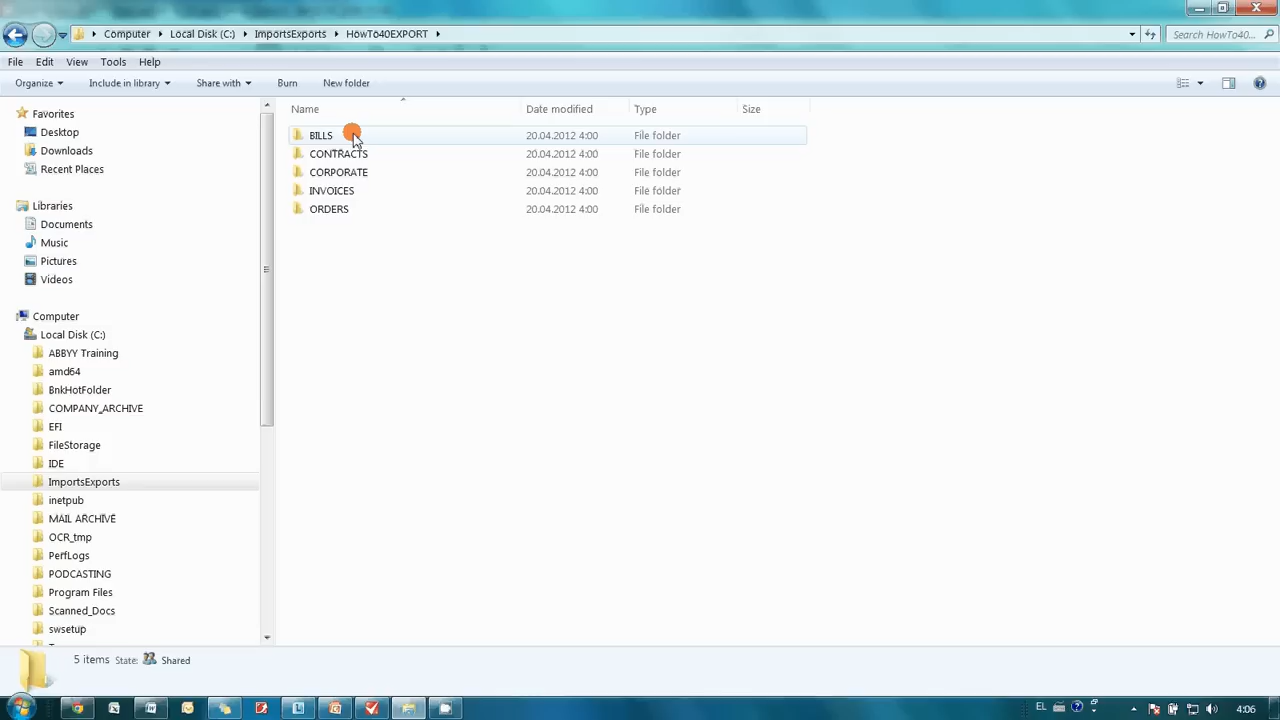 Computer Local Disk (C:) ImportsExports HowTo40EXPORT Search HowTo40...
File Edit View Tools Help
Organize Include in library Share with Burn New folder
Name Date modified Type Size
Favorites
Desktop
Downloads
Recent Places
Libraries
Documents
Music
Pictures
Videos
Computer
Local Disk (C:)
ABBYY Training
amd64
BnkHotFolder
COMPANY_ARCHIVE
EFI
FileStorage
IDE
ImportsExports
inetpub
MAIL ARCHIVE
OCR_tmp
PerfLogs
PODCASTING
Program Files
Scanned_Docs
swsetup
BILLS 20.04.2012 4:00 File folder
CONTRACTS 20.04.2012 4:00 File folder
CORPORATE 20.04.2012 4:00 File folder
INVOICES 20.04.2012 4:00 File folder
ORDERS 20.04.2012 4:00 File folder
5 items State: Shared
EL 4:06